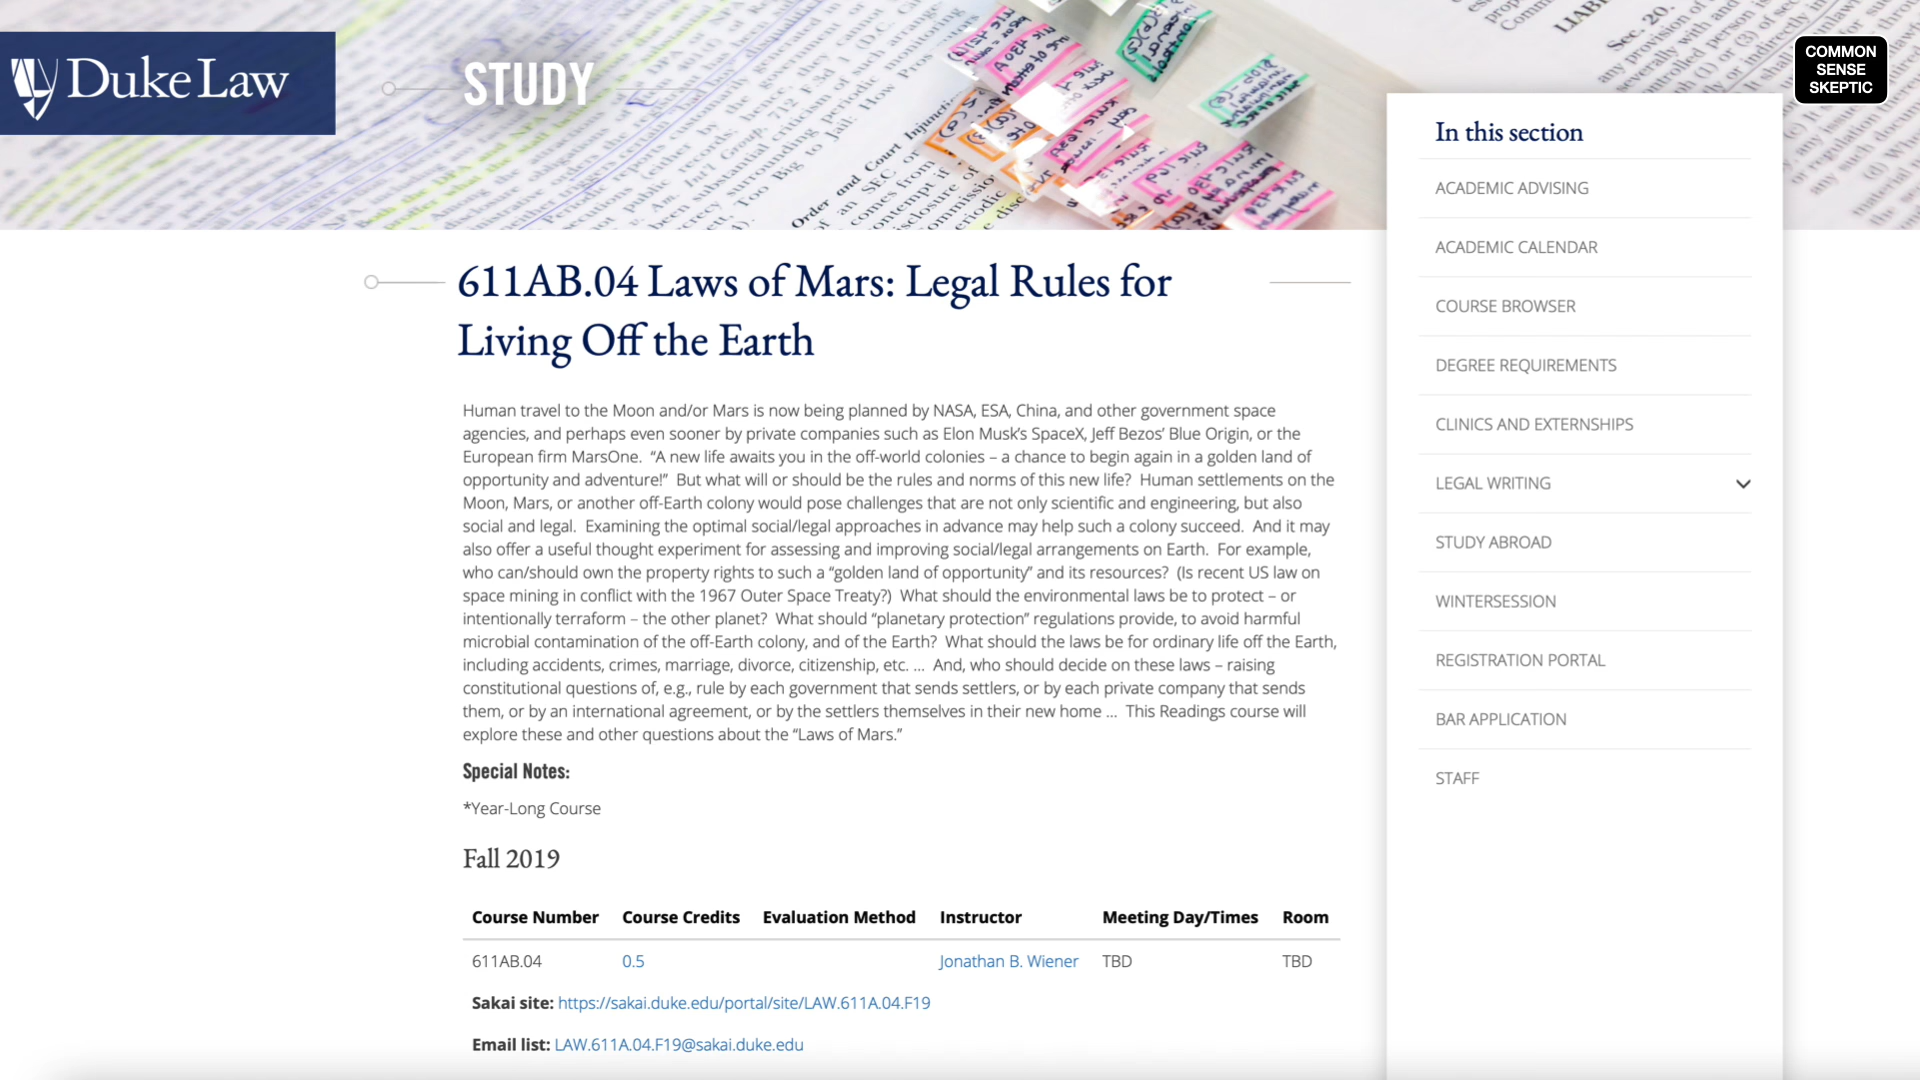 Duke Law
STUDY
COMMON
SENSE
SKEPTIC
Order and Court Injunctio
Sec. 20.
611AB.04 Laws of Mars: Legal Rules for
Living Off the Earth
Human travel to the Moon and/or Mars is now being planned by NASA, ESA, China, and other government space
agencies, and perhaps even sooner by private companies such as Elon Musk's SpaceX, Jeff Bezos' Blue Origin, or the
European firm MarsOne.  “A new life awaits you in the off-world colonies – a chance to begin again in a golden land of
opportunity and adventure!”  But what will or should be the rules and norms of this new life?  Human settlements on the
Moon, Mars, or another off-Earth colony would pose challenges that are not only scientific and engineering, but also
social and legal.  Examining the optimal social/legal approaches in advance may help such a colony succeed.  And it may
also offer a useful thought experiment for assessing and improving social/legal arrangements on Earth.  For example,
who can/should own the property rights to such a “golden land of opportunity” and its resources?  (Is recent US law on
space mining in conflict with the 1967 Outer Space Treaty?)  What should the environmental laws be to protect – or
intentionally terraform – the other planet?  What should “planetary protection” regulations provide, to avoid harmful
microbial contamination of the off-Earth colony, and of the Earth?  What should the laws be for ordinary life off the Earth,
including accidents, crimes, marriage, divorce, citizenship, etc. ...  And, who should decide on these laws – raising
constitutional questions of, e.g., rule by each government that sends settlers, or by each private company that sends
them, or by an international agreement, or by the settlers themselves in their new home ...  This Readings course will
explore these and other questions about the “Laws of Mars.”
Special Notes:
*Year-Long Course
Fall 2019
Course Number Course Credits Evaluation Method Instructor Meeting Day/Times Room
611AB.04 0.5 Jonathan B. Wiener TBD TBD
Sakai site: https://sakai.duke.edu/portal/site/LAW.611A.04.F19
Email list: LAW.611A.04.F19@sakai.duke.edu
In this section
ACADEMIC ADVISING
ACADEMIC CALENDAR
COURSE BROWSER
DEGREE REQUIREMENTS
CLINICS AND EXTERNSHIPS
LEGAL WRITING
STUDY ABROAD
WINTERSESSION
REGISTRATION PORTAL
BAR APPLICATION
STAFF